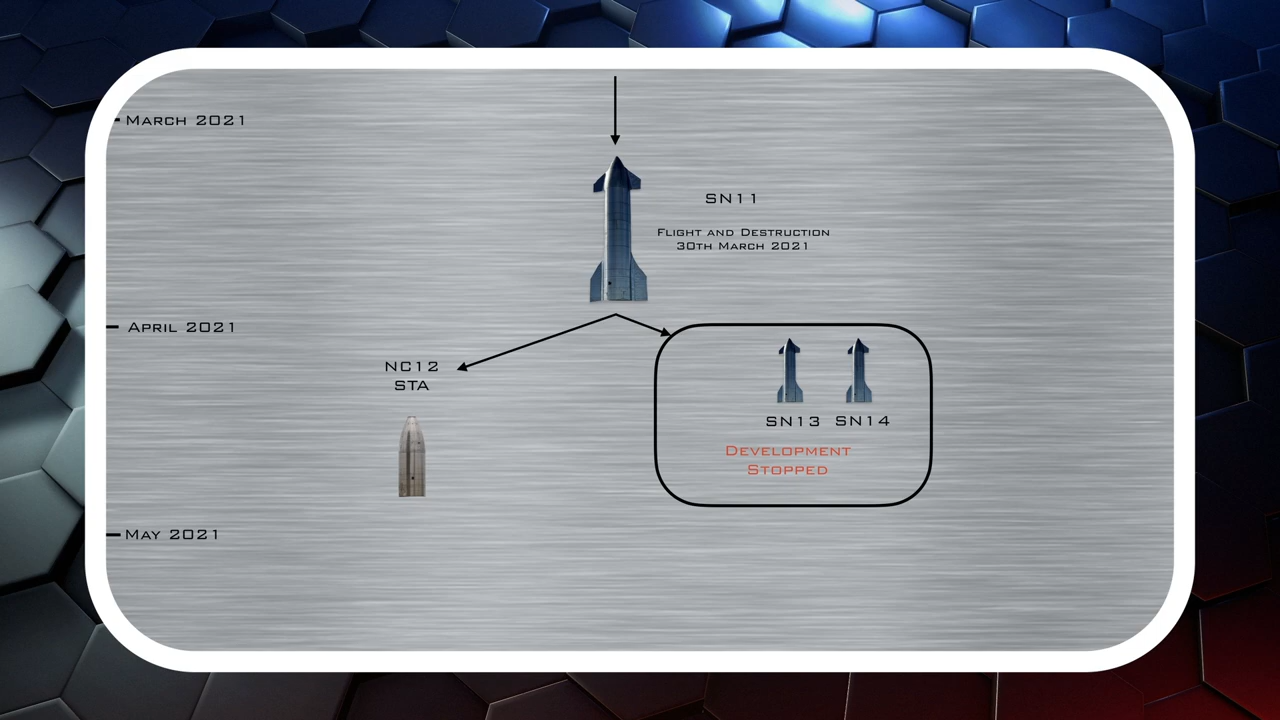 March 2021
SN11
Flight and Destruction
30th March 2021
April 2021
NC12
STA
SN13 SN14
Development
Stopped
May 2021